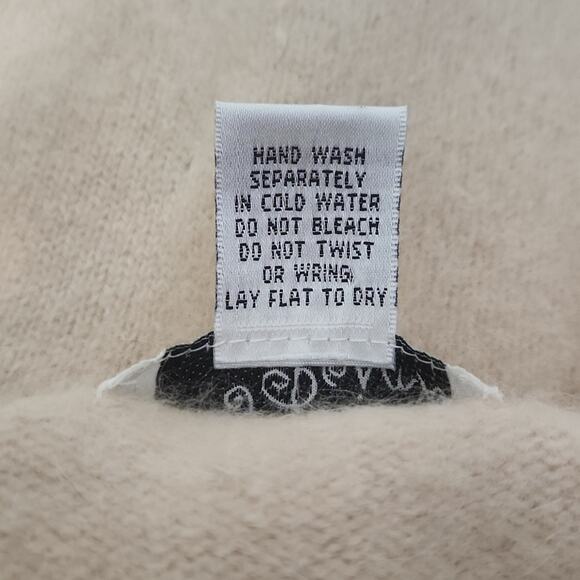 HAND WASH
SEPARATELY
IN COLD WATER
DO NOT BLEACH
DO NOT TWIST
OR WRING
LAY FLAT TO DRY